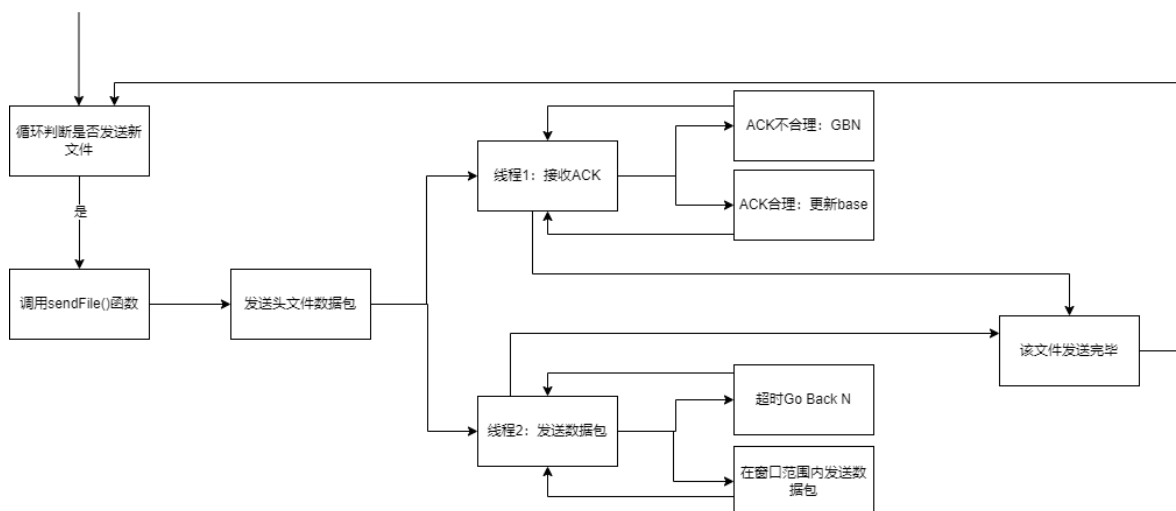 循环判断是否发送新
文件
是
调用sendFile()函数
发送头文件数据包
线程1：接收ACK
ACK不合理：GBN
ACK合理：更新base
线程2：发送数据包
超时Go Back N
在窗口范围内发送数
据包
该文件发送完毕